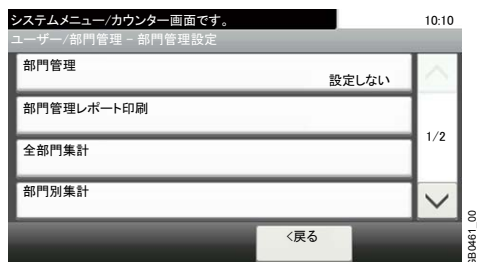 システムメニュー/カウンター画面です。
10:10
ユーザー/部門管理 - 部門管理設定
部門管理
設定しない
部門管理レポート印刷
1/2
全部門集計
部門別集計
<戻る
GB0461_00